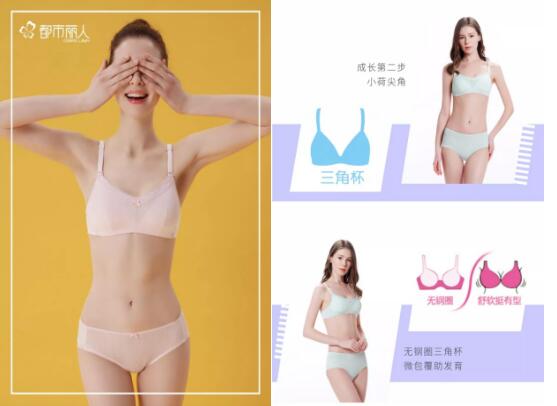 都市丽人
COSMO LADY
成长第二步
小荷尖角
三角杯
无钢圈
舒软挺有型
无钢圈三角杯
微包覆助发育